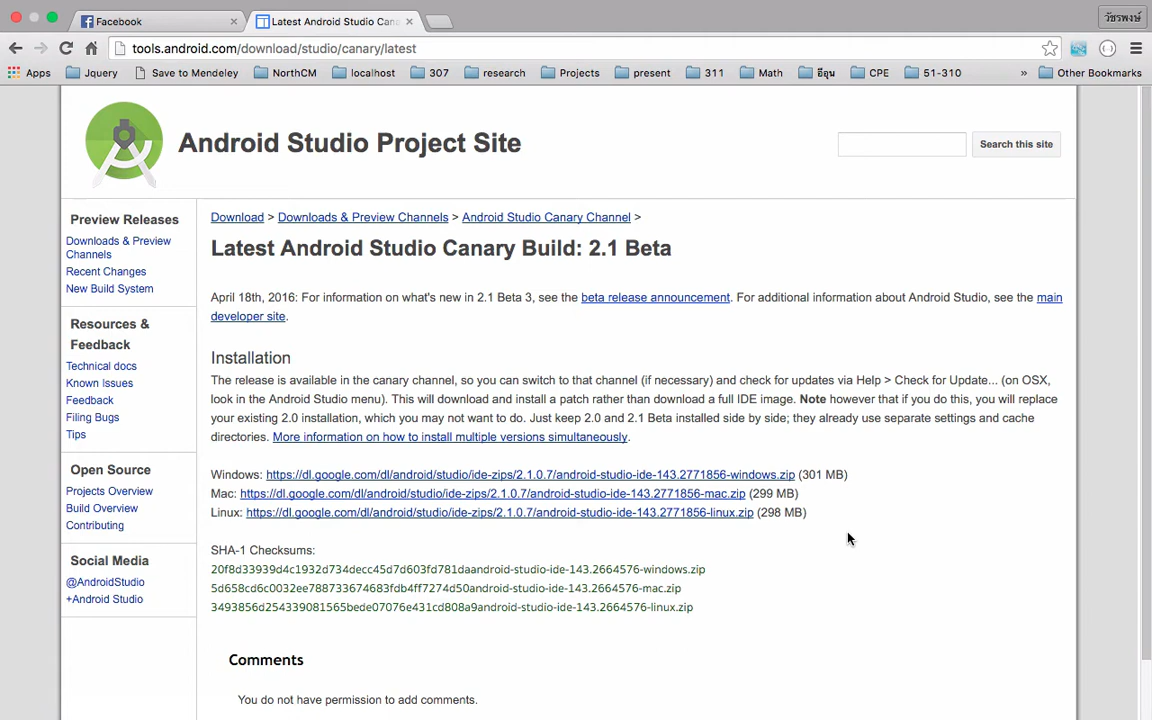 Facebook
Latest Android Studio Cana
วัชรพงษ์
tools.android.com/download/studio/canary/latest
Apps Jquery Save to Mendeley NorthCM localhost 307 research Projects present 311 Math อีอุน CPE 51-310 » Other Bookmarks
Android Studio Project Site
Search this site
Preview Releases
Downloads & Preview
Channels
Recent Changes
New Build System
Resources &
Feedback
Technical docs
Known Issues
Feedback
Filing Bugs
Tips
Open Source
Projects Overview
Build Overview
Contributing
Social Media
@AndroidStudio
+Android Studio
Download > Downloads & Preview Channels > Android Studio Canary Channel >
Latest Android Studio Canary Build: 2.1 Beta
April 18th, 2016: For information on what's new in 2.1 Beta 3, see the beta release announcement. For additional information about Android Studio, see the main
developer site.
Installation
The release is available in the canary channel, so you can switch to that channel (if necessary) and check for updates via Help > Check for Update... (on OSX,
look in the Android Studio menu). This will download and install a patch rather than download a full IDE image. Note however that if you do this, you will replace
your existing 2.0 installation, which you may not want to do. Just keep 2.0 and 2.1 Beta installed side by side; they already use separate settings and cache
directories. More information on how to install multiple versions simultaneously.
Windows: https://dl.google.com/dl/android/studio/ide-zips/2.1.0.7/android-studio-ide-143.2771856-windows.zip (301 MB)
Mac: https://dl.google.com/dl/android/studio/ide-zips/2.1.0.7/android-studio-ide-143.2771856-mac.zip (299 MB)
Linux: https://dl.google.com/dl/android/studio/ide-zips/2.1.0.7/android-studio-ide-143.2771856-linux.zip (298 MB)
SHA-1 Checksums:
20f8d33939d4c1932d734decc45d7d603fd781daandroid-studio-ide-143.2664576-windows.zip
5d658cd6c0032ee788733674683fdb4ff7274d50android-studio-ide-143.2664576-mac.zip
3493856d254339081565bede07076e431cd808a9android-studio-ide-143.2664576-linux.zip
Comments
You do not have permission to add comments.